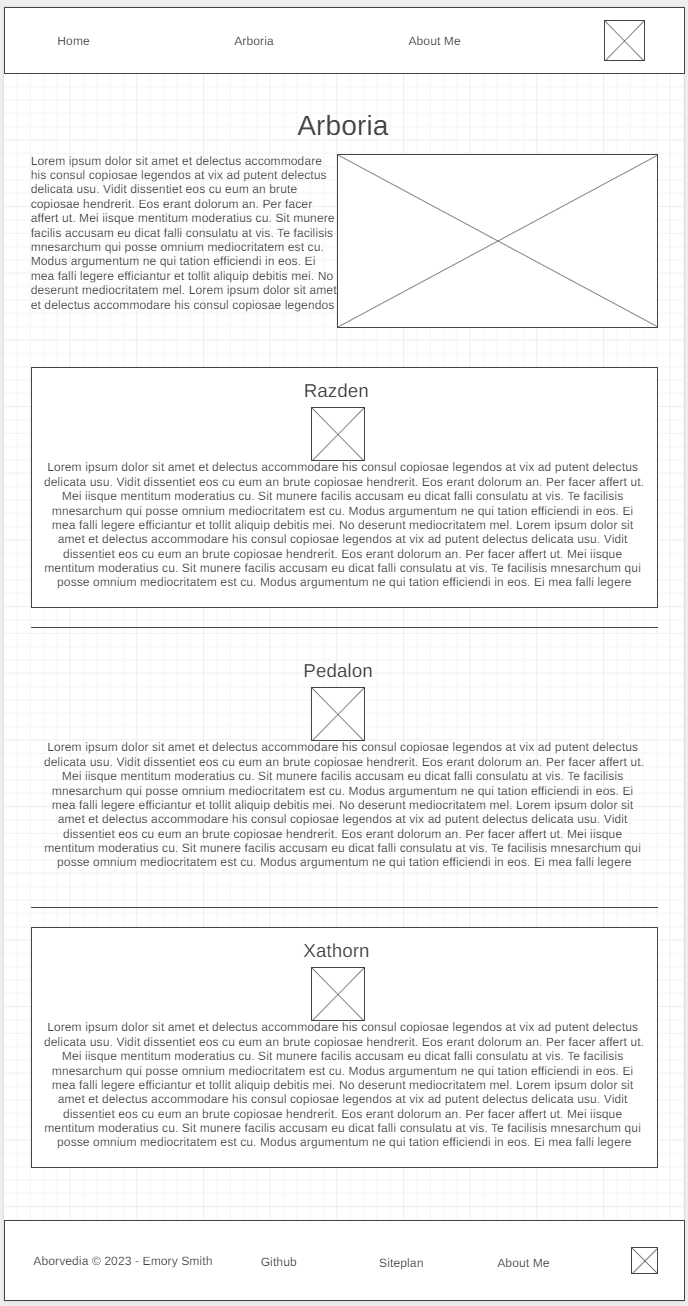 Home Arboria About Me
Arboria
Lorem ipsum dolor sit amet et delectus accommodare
his consul copiosae legendos at vix ad putent delectus
delicata usu. Vidit dissentiet eos cu eum an brute
copiosae hendrerit. Eos erant dolorum an. Per facer
affert ut. Mei iisque mentitum moderatius cu. Sit munere
facilis accusam eu dicat falli consulatu at vis. Te facilisis
mnesarchum qui posse omnium mediocritatem est cu.
Modus argumentum ne qui tation efficiendi in eos. Ei
mea falli legere efficiantur et tollit aliquip debitis mei. No
deserunt mediocritatem mel. Lorem ipsum dolor sit amet
et delectus accommodare his consul copiosae legendos
Razden
Lorem ipsum dolor sit amet et delectus accommodare his consul copiosae legendos at vix ad putent delectus
delicata usu. Vidit dissentiet eos cu eum an brute copiosae hendrerit. Eos erant dolorum an. Per facer affert ut.
Mei iisque mentitum moderatius cu. Sit munere facilis accusam eu dicat falli consulatu at vis. Te facilisis
mnesarchum qui posse omnium mediocritatem est cu. Modus argumentum ne qui tation efficiendi in eos. Ei
mea falli legere efficiantur et tollit aliquip debitis mei. No deserunt mediocritatem mel. Lorem ipsum dolor sit
amet et delectus accommodare his consul copiosae legendos at vix ad putent delectus delicata usu. Vidit
dissentiet eos cu eum an brute copiosae hendrerit. Eos erant dolorum an. Per facer affert ut. Mei iisque
mentitum moderatius cu. Sit munere facilis accusam eu dicat falli consulatu at vis. Te facilisis mnesarchum qui
posse omnium mediocritatem est cu. Modus argumentum ne qui tation efficiendi in eos. Ei mea falli legere
Pedalon
Lorem ipsum dolor sit amet et delectus accommodare his consul copiosae legendos at vix ad putent delectus
delicata usu. Vidit dissentiet eos cu eum an brute copiosae hendrerit. Eos erant dolorum an. Per facer affert ut.
Mei iisque mentitum moderatius cu. Sit munere facilis accusam eu dicat falli consulatu at vis. Te facilisis
mnesarchum qui posse omnium mediocritatem est cu. Modus argumentum ne qui tation efficiendi in eos. Ei
mea falli legere efficiantur et tollit aliquip debitis mei. No deserunt mediocritatem mel. Lorem ipsum dolor sit
amet et delectus accommodare his consul copiosae legendos at vix ad putent delectus delicata usu. Vidit
dissentiet eos cu eum an brute copiosae hendrerit. Eos erant dolorum an. Per facer affert ut. Mei iisque
mentitum moderatius cu. Sit munere facilis accusam eu dicat falli consulatu at vis. Te facilisis mnesarchum qui
posse omnium mediocritatem est cu. Modus argumentum ne qui tation efficiendi in eos. Ei mea falli legere
Xathorn
Lorem ipsum dolor sit amet et delectus accommodare his consul copiosae legendos at vix ad putent delectus
delicata usu. Vidit dissentiet eos cu eum an brute copiosae hendrerit. Eos erant dolorum an. Per facer affert ut.
Mei iisque mentitum moderatius cu. Sit munere facilis accusam eu dicat falli consulatu at vis. Te facilisis
mnesarchum qui posse omnium mediocritatem est cu. Modus argumentum ne qui tation efficiendi in eos. Ei
mea falli legere efficiantur et tollit aliquip debitis mei. No deserunt mediocritatem mel. Lorem ipsum dolor sit
amet et delectus accommodare his consul copiosae legendos at vix ad putent delectus delicata usu. Vidit
dissentiet eos cu eum an brute copiosae hendrerit. Eos erant dolorum an. Per facer affert ut. Mei iisque
mentitum moderatius cu. Sit munere facilis accusam eu dicat falli consulatu at vis. Te facilisis mnesarchum qui
posse omnium mediocritatem est cu. Modus argumentum ne qui tation efficiendi in eos. Ei mea falli legere
Aborvedia © 2023 - Emory Smith Github Siteplan About Me